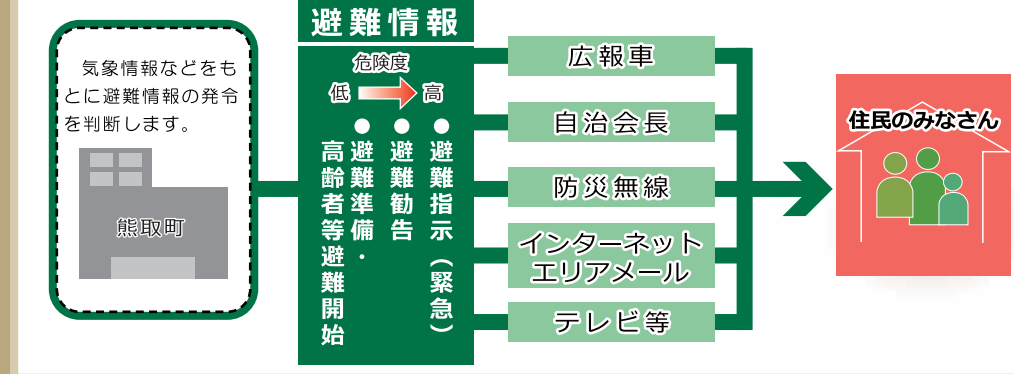 気象情報などをも
とに避難情報の発令
を判断します。
熊取町
避難情報
危険度
低
高
●避難準備・
高齢者等避難開始
●避難勧告
●避難指示（緊急）
広報車
自治会長
防災無線
インターネット
エリアメール
テレビ等
住民のみなさん